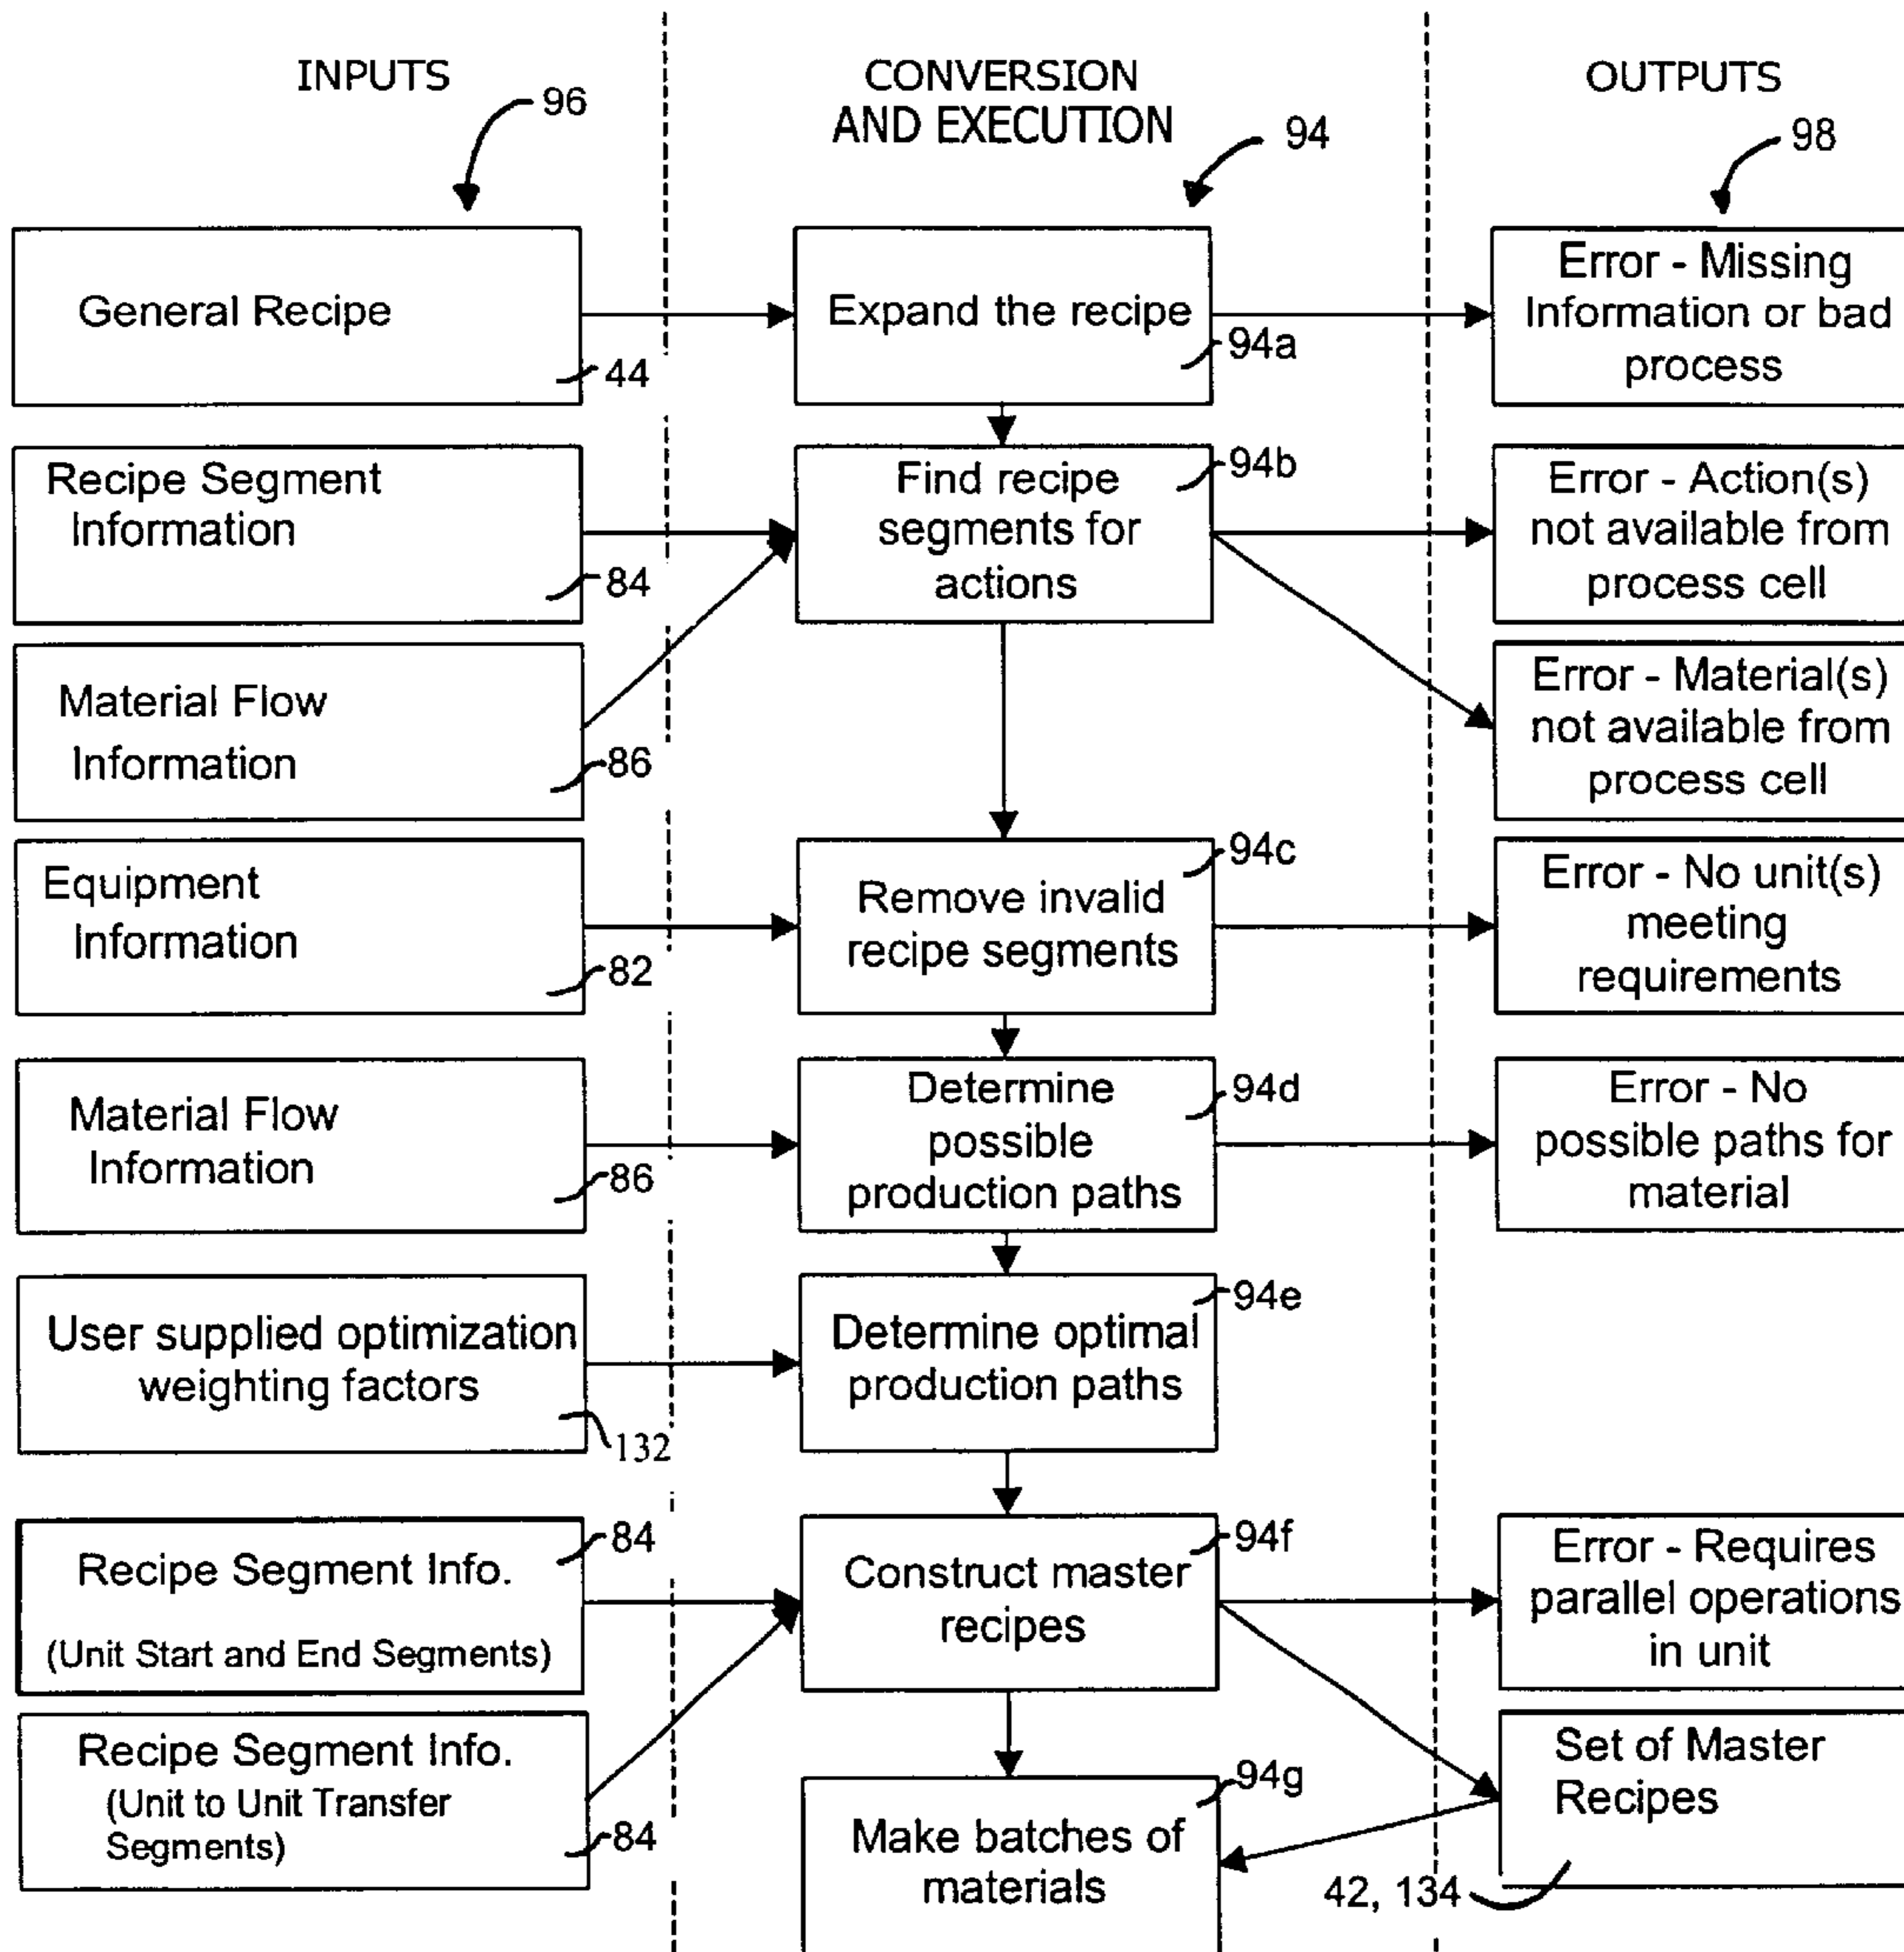 INPUTS
96
CONVERSION
AND EXECUTION
94
OUTPUTS
98
General Recipe
44
Expand the recipe
94a
Error - Missing
Information or bad
process
Recipe Segment
Information
84
Find recipe
segments for
actions
94b
Error - Action(s)
not available from
process cell
Material Flow
Information
86
Error - Material(s)
not available from
process cell
Equipment
Information
82
Remove invalid
recipe segments
94c
Error - No unit(s)
meeting
requirements
Material Flow
Information
86
Determine
possible
production paths
94d
Error - No
possible paths for
material
User supplied optimization
weighting factors
132
Determine optimal
production paths
94e
Recipe Segment Info.
(Unit Start and End Segments)
84
Construct master
recipes
94f
Error - Requires
parallel operations
in unit
Recipe Segment Info.
(Unit to Unit Transfer
Segments)
84
Make batches of
materials
94g
Set of Master
Recipes
42, 134